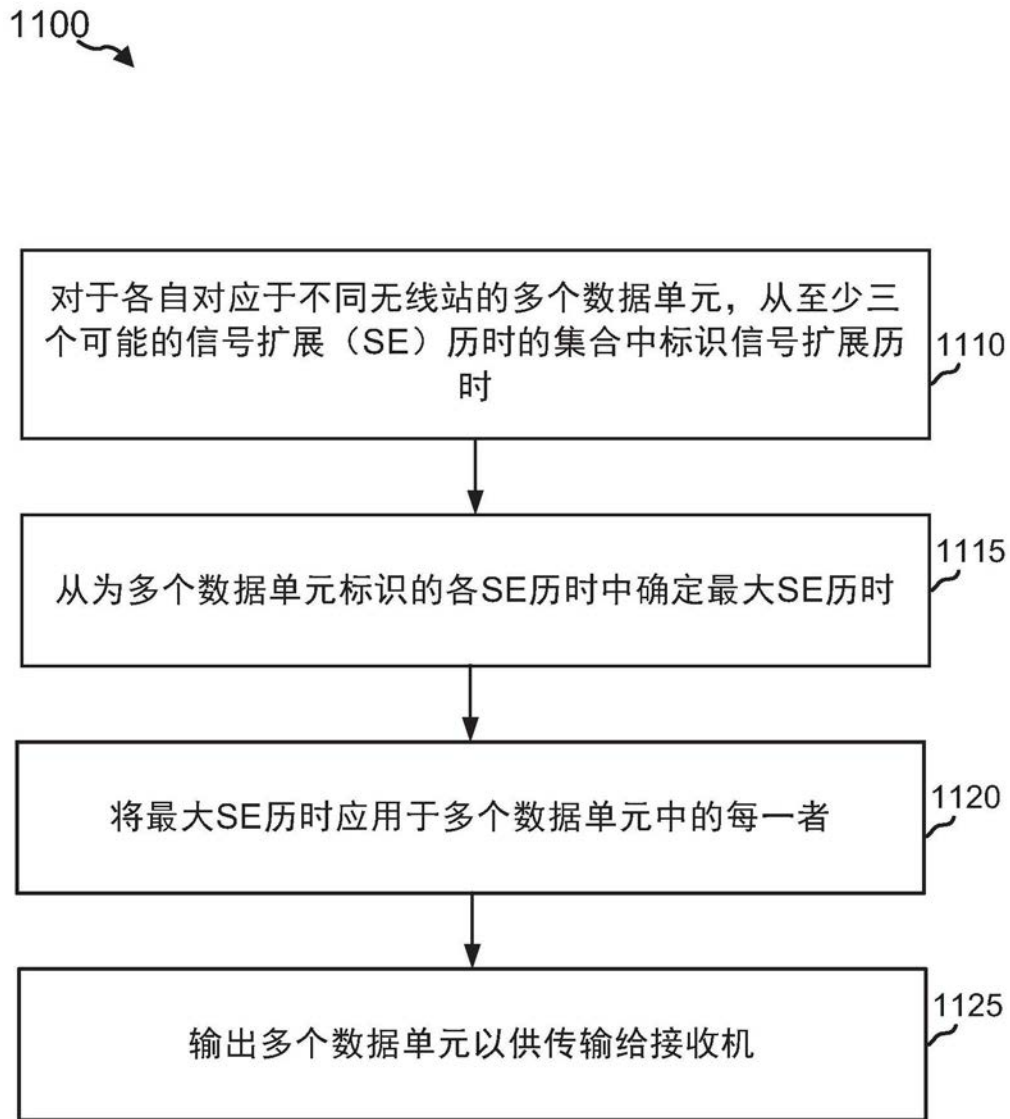 1100
对于各自对应于不同无线站的多个数据单元，从至少三
个可能的信号扩展（SE）历时的集合中标识信号扩展历
时
1110
从为多个数据单元标识的各SE历时中确定最大SE历时
1115
将最大SE历时应用于多个数据单元中的每一者
1120
输出多个数据单元以供传输给接收机
1125